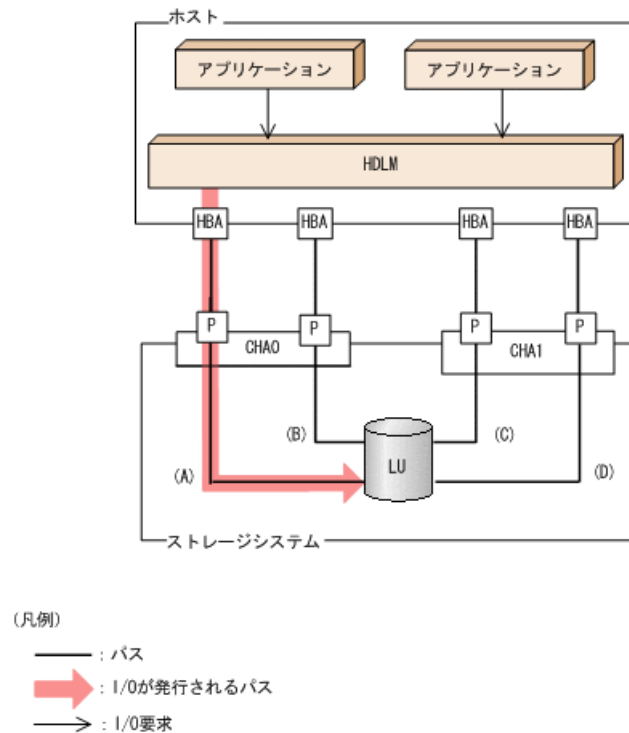 ホスト
アプリケーション
アプリケーション
HDLM
HBA
HBA
HBA
HBA
P
P
P
P
CHA0
CHA1
(B)
(C)
(A)
LU
(D)
ストレージシステム
(凡例)
：パス
：I/Oが発行されるパス
：I/O要求